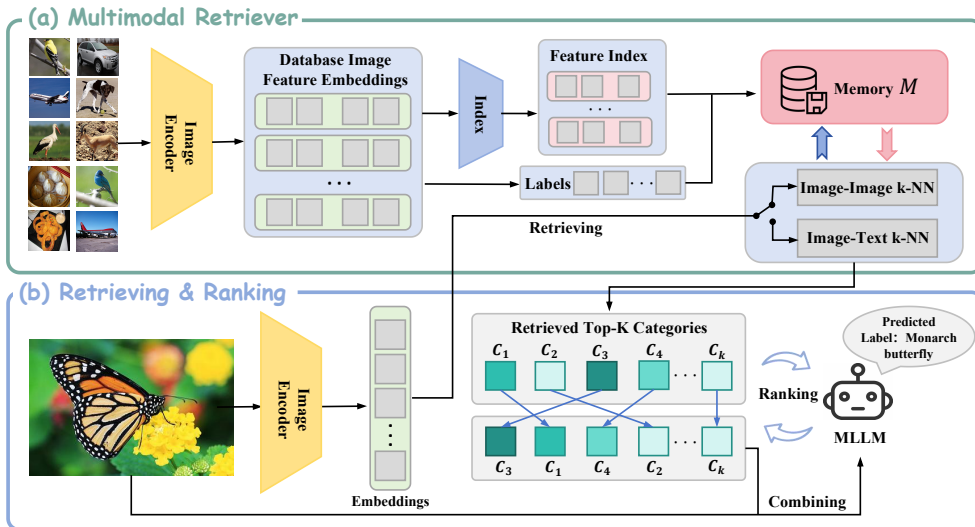 (a) Multimodal Retriever
Image
Encoder
Database Image
Feature Embeddings
...
Index
Feature Index
...
Labels
...
Memory M
Image-Image k-NN
Image-Text k-NN
Retrieving
(b) Retrieving & Ranking
Image
Encoder
Embeddings
Retrieved Top-K Categories
C₁ C₂ C₃ C₄ Cₖ
...
...
C₃ C₁ C₄ C₂ Cₖ
Ranking
Predicted
Label: Monarch
butterfly
MLLM
Combining